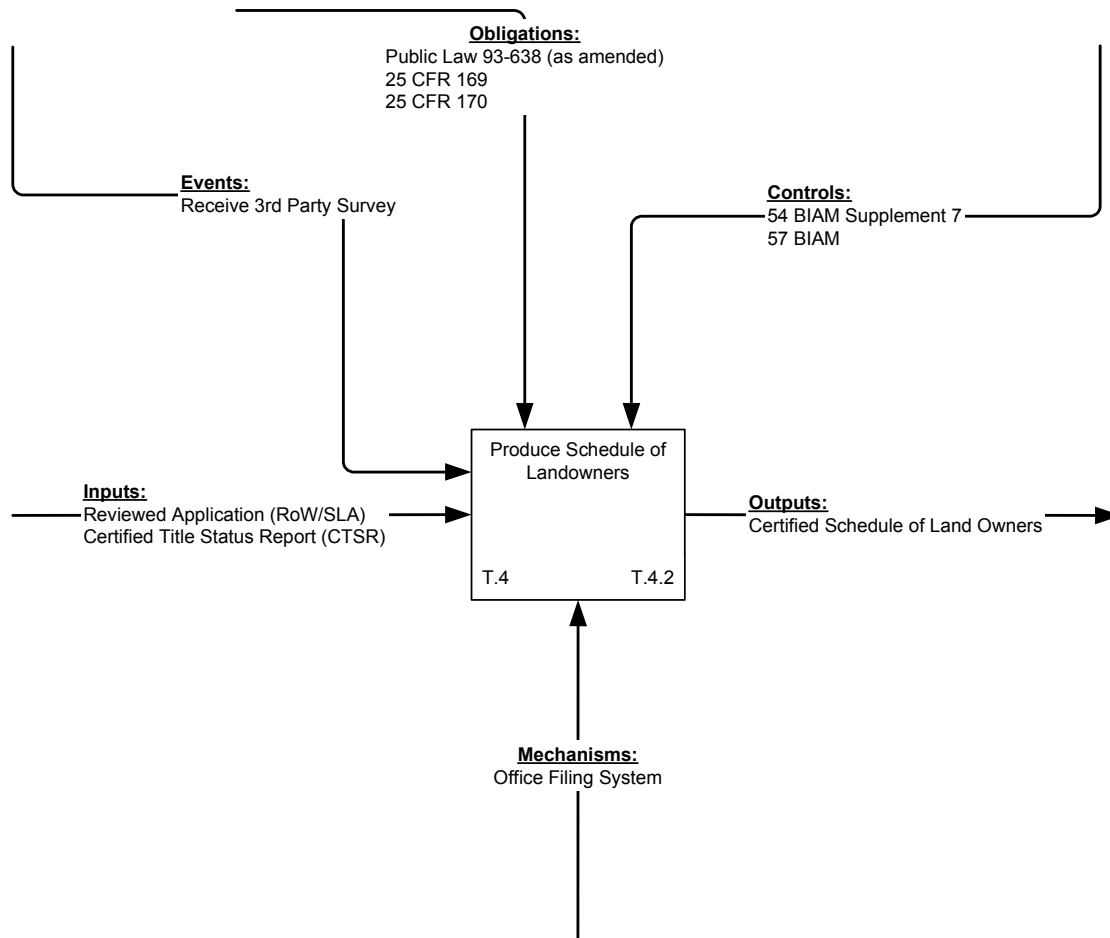 Obligations:
Public Law 93-638 (as amended)
25 CFR 169
25 CFR 170
Events:
Receive 3rd Party Survey
Controls:
54 BIAM Supplement 7
57 BIAM
Produce Schedule of
Landowners
T.4 T.4.2
Inputs:
Reviewed Application (RoW/SLA)
Certified Title Status Report (CTSR)
Outputs:
Certified Schedule of Land Owners
Mechanisms:
Office Filing System